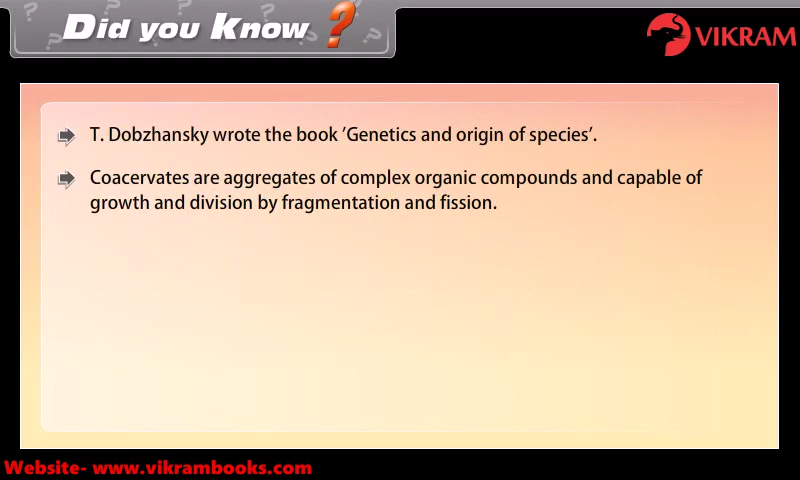 Did you Know ?
VIKRAM
T. Dobzhansky wrote the book ’Genetics and origin of species’.
Coacervates are aggregates of complex organic compounds and capable of
growth and division by fragmentation and fission.
Website- www.vikrambooks.com